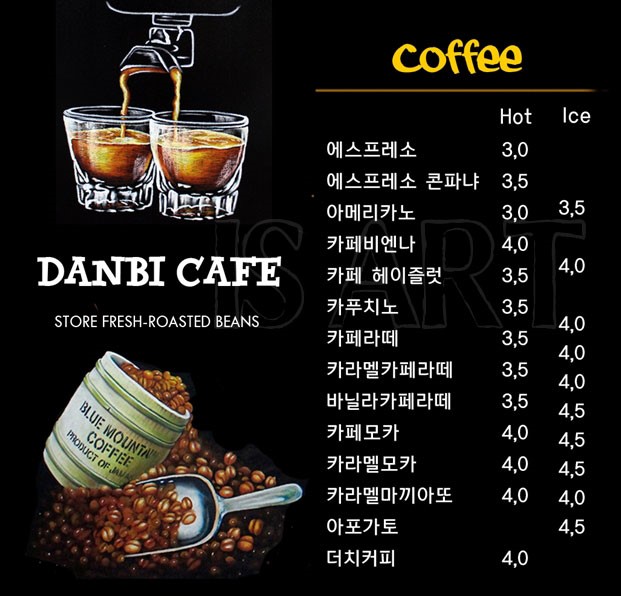 Coffee
Hot Ice
에스프레소 3,0
에스프레소 콘파냐 3,5
아메리카노 3,0 3,5
카페비엔나 4,0
카페 헤이즐럿 3,5 4,0
카푸치노 3,5
카페라떼 3,5 4,0
카라멜카페라떼 3,5 4,0
바닐라카페라떼 3,5 4,0
카페모카 4,0 4,5
카라멜모카 4,0 4,5
카라멜마끼아또 4,0 4,5
아포가토 4,0
더치커피 4,0 4,5
DANBI CAFE
STORE FRESH-ROASTED BEANS
BLUE MOUNTAIN
COFFEE
PRODUCT OF
IS ART